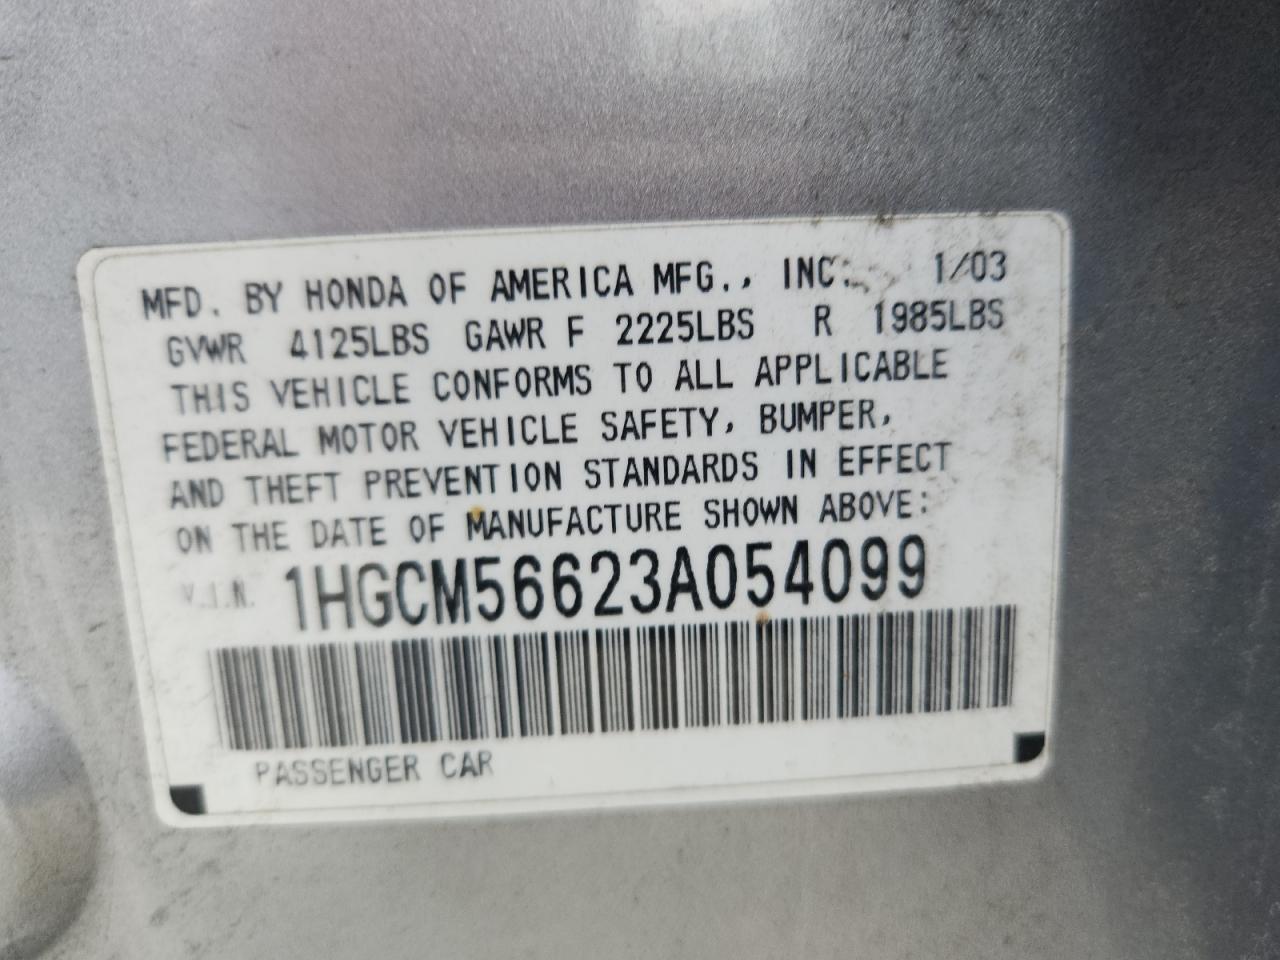 MFD. BY HONDA OF AMERICA MFG., INC. 1/03
GVWR 4125LBS GAWR F 2225LBS R 1985LBS
THIS VEHICLE CONFORMS TO ALL APPLICABLE
FEDERAL MOTOR VEHICLE SAFETY, BUMPER,
AND THEFT PREVENTION STANDARDS IN EFFECT
ON THE DATE OF MANUFACTURE SHOWN ABOVE:
V.I.N. 1HGCM56623A054099
PASSENGER CAR